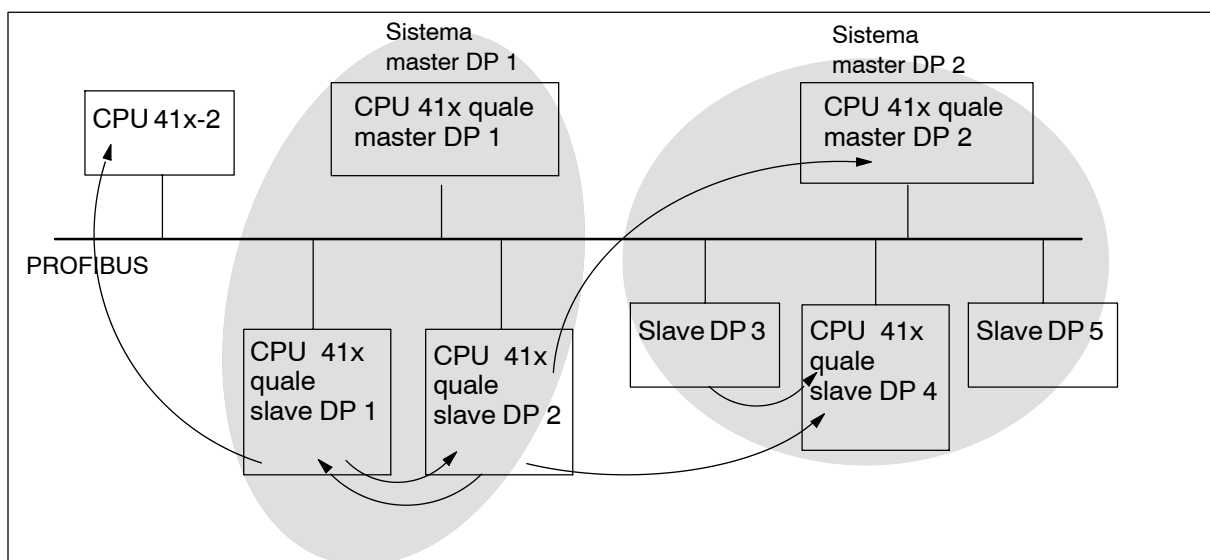 Sistema
master DP 1
Sistema
master DP 2
CPU 41x-2
CPU 41x quale
master DP 1
CPU 41x quale
master DP 2
PROFIBUS
CPU 41x
quale
slave DP 1
CPU 41x
quale
slave DP 2
Slave DP 3
CPU 41x
quale
slave DP 4
Slave DP 5